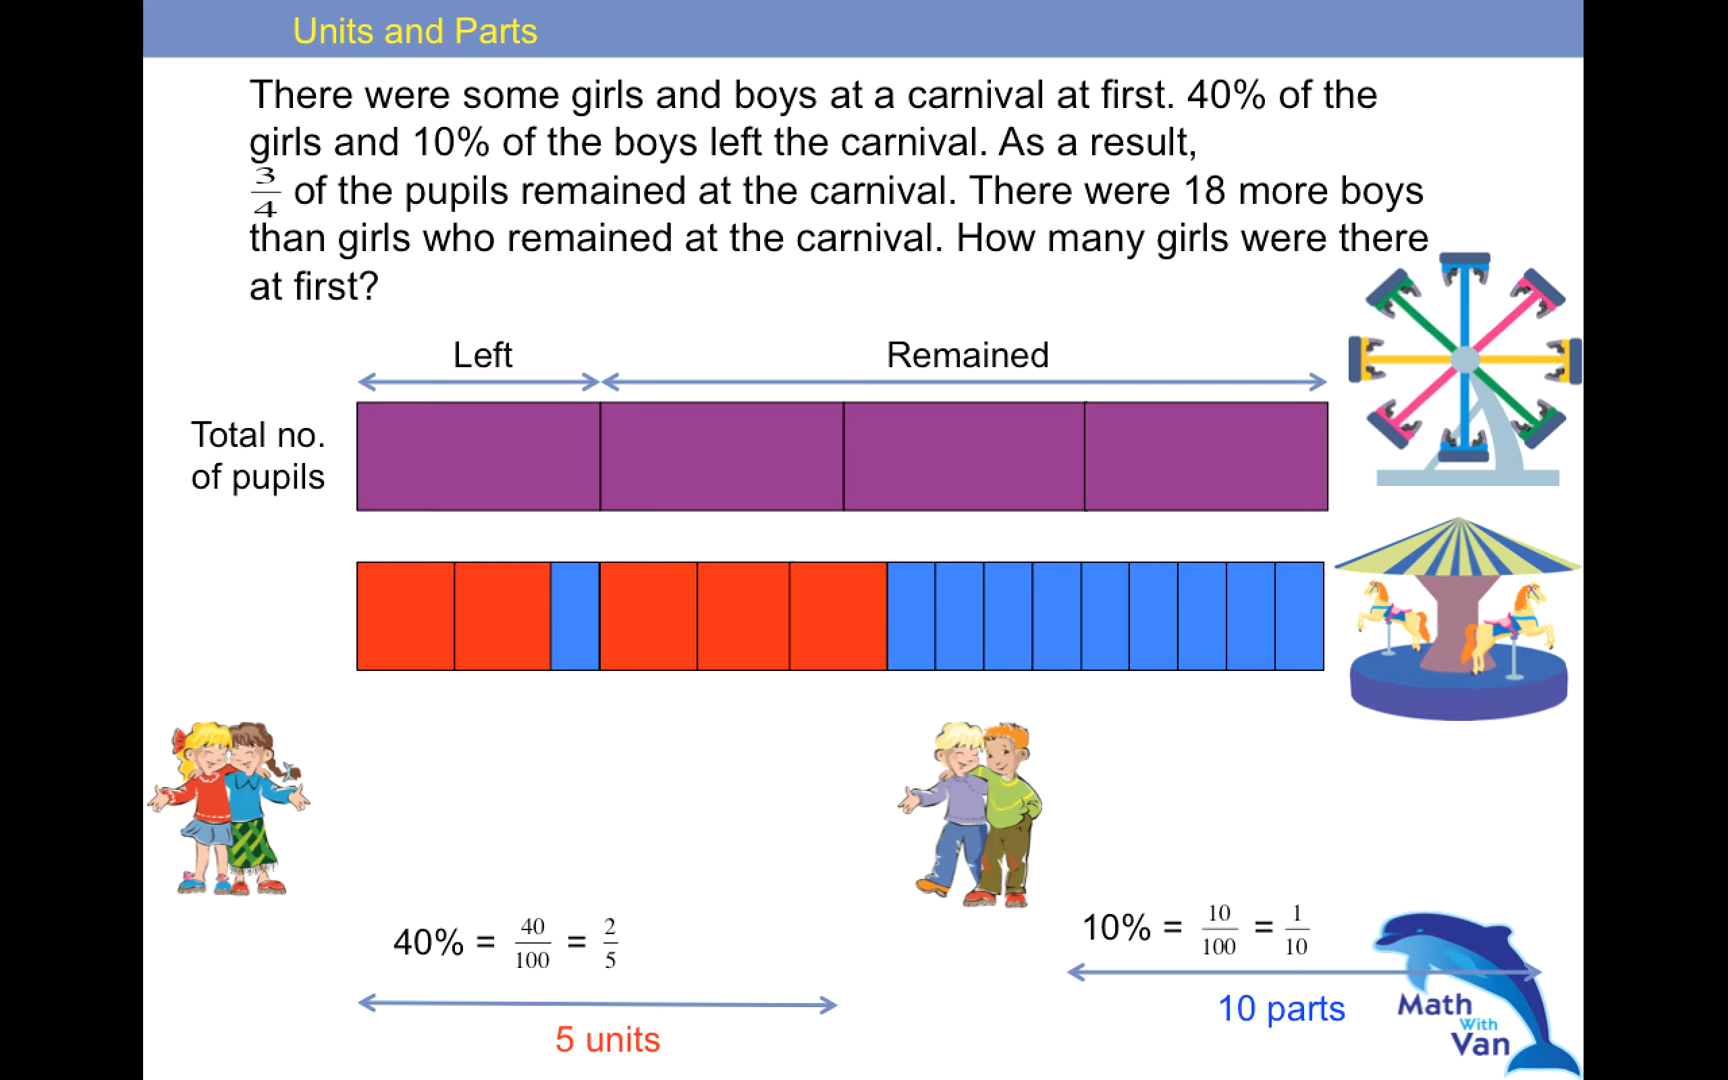 Units and Parts
There were some girls and boys at a carnival at first. 40% of the
girls and 10% of the boys left the carnival. As a result,
3/4 of the pupils remained at the carnival. There were 18 more boys
than girls who remained at the carnival. How many girls were there
at first?
Left
Remained
Total no.
of pupils
40% = 40/100 = 2/5
5 units
10% = 10/100 = 1/10
10 parts
Math
With
Van